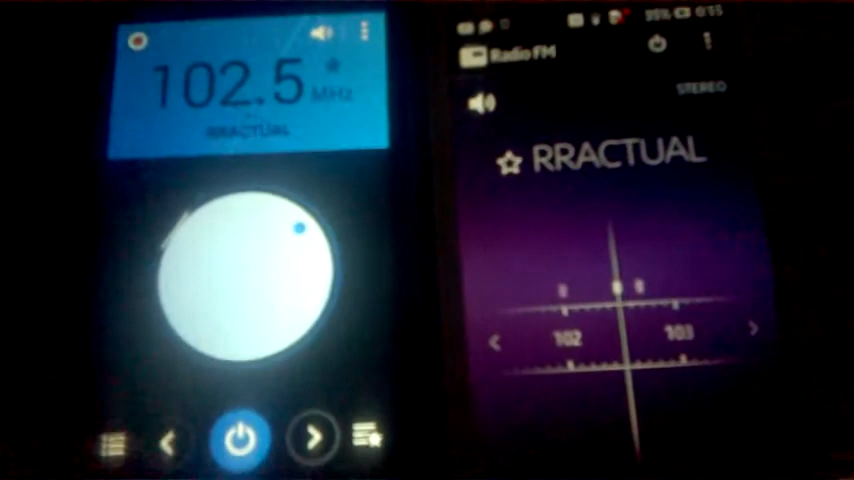 102.5 MHz
RRACTUAL
Radio FM
STEREO
RRACTUAL
102 103